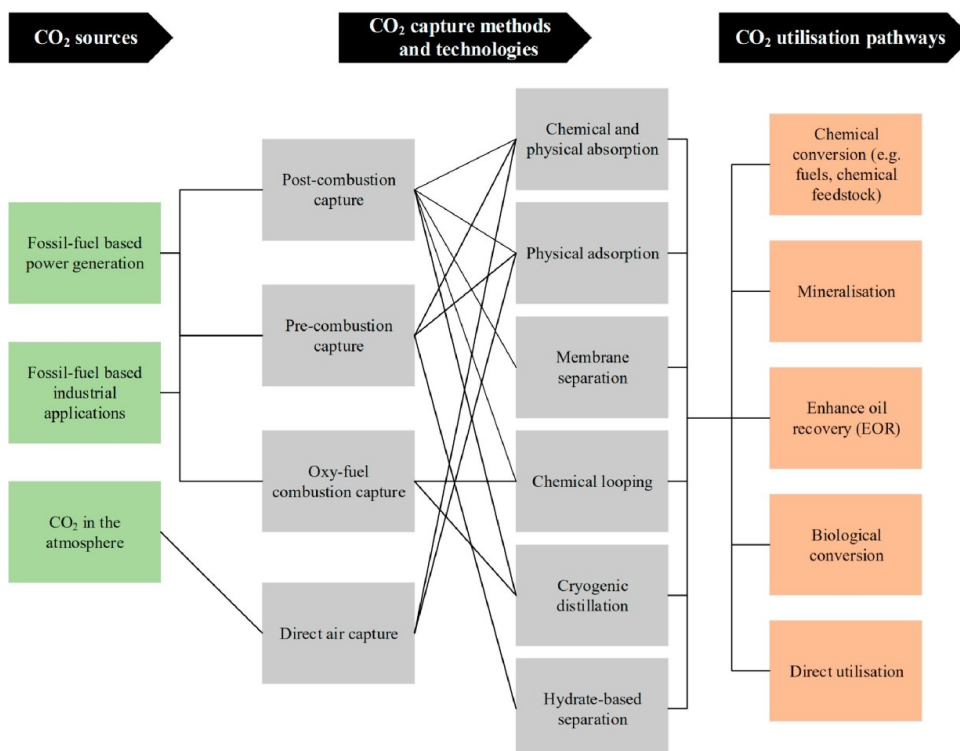 CO₂ sources
CO₂ capture methods
and technologies
CO₂ utilisation pathways
Fossil-fuel based
power generation
Fossil-fuel based
industrial
applications
CO₂ in the
atmosphere
Post-combustion
capture
Pre-combustion
capture
Oxy-fuel
combustion capture
Direct air capture
Chemical and
physical absorption
Physical adsorption
Membrane
separation
Chemical looping
Cryogenic
distillation
Hydrate-based
separation
Chemical
conversion (e.g.
fuels, chemical
feedstock)
Mineralisation
Enhance oil
recovery (EOR)
Biological
conversion
Direct utilisation